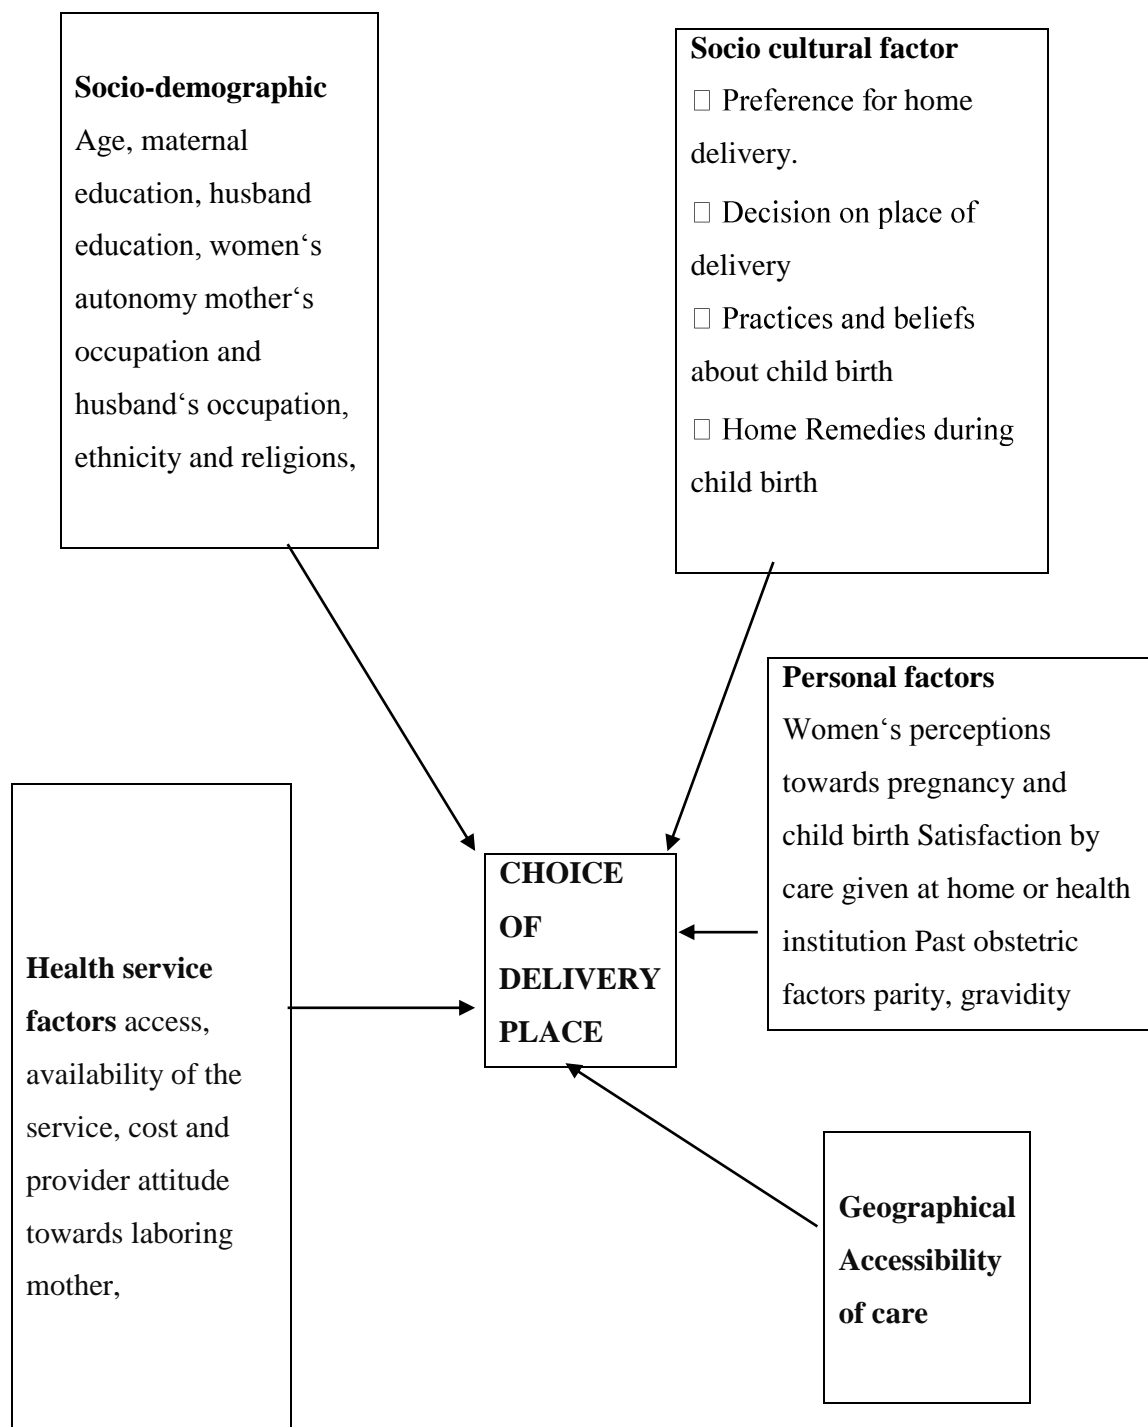 Socio-demographic
Age, maternal
education, husband
education, women‘s
autonomy mother‘s
occupation and
husband‘s occupation,
ethnicity and religions,
Socio cultural factor
□ Preference for home
delivery.
□ Decision on place of
delivery
□ Practices and beliefs
about child birth
□ Home Remedies during
child birth
Personal factors
Women‘s perceptions
towards pregnancy and
child birth Satisfaction by
care given at home or health
institution Past obstetric
factors parity, gravidity
CHOICE
OF
DELIVERY
PLACE
Health service
factors access,
availability of the
service, cost and
provider attitude
towards laboring
mother,
Geographical
Accessibility
of care